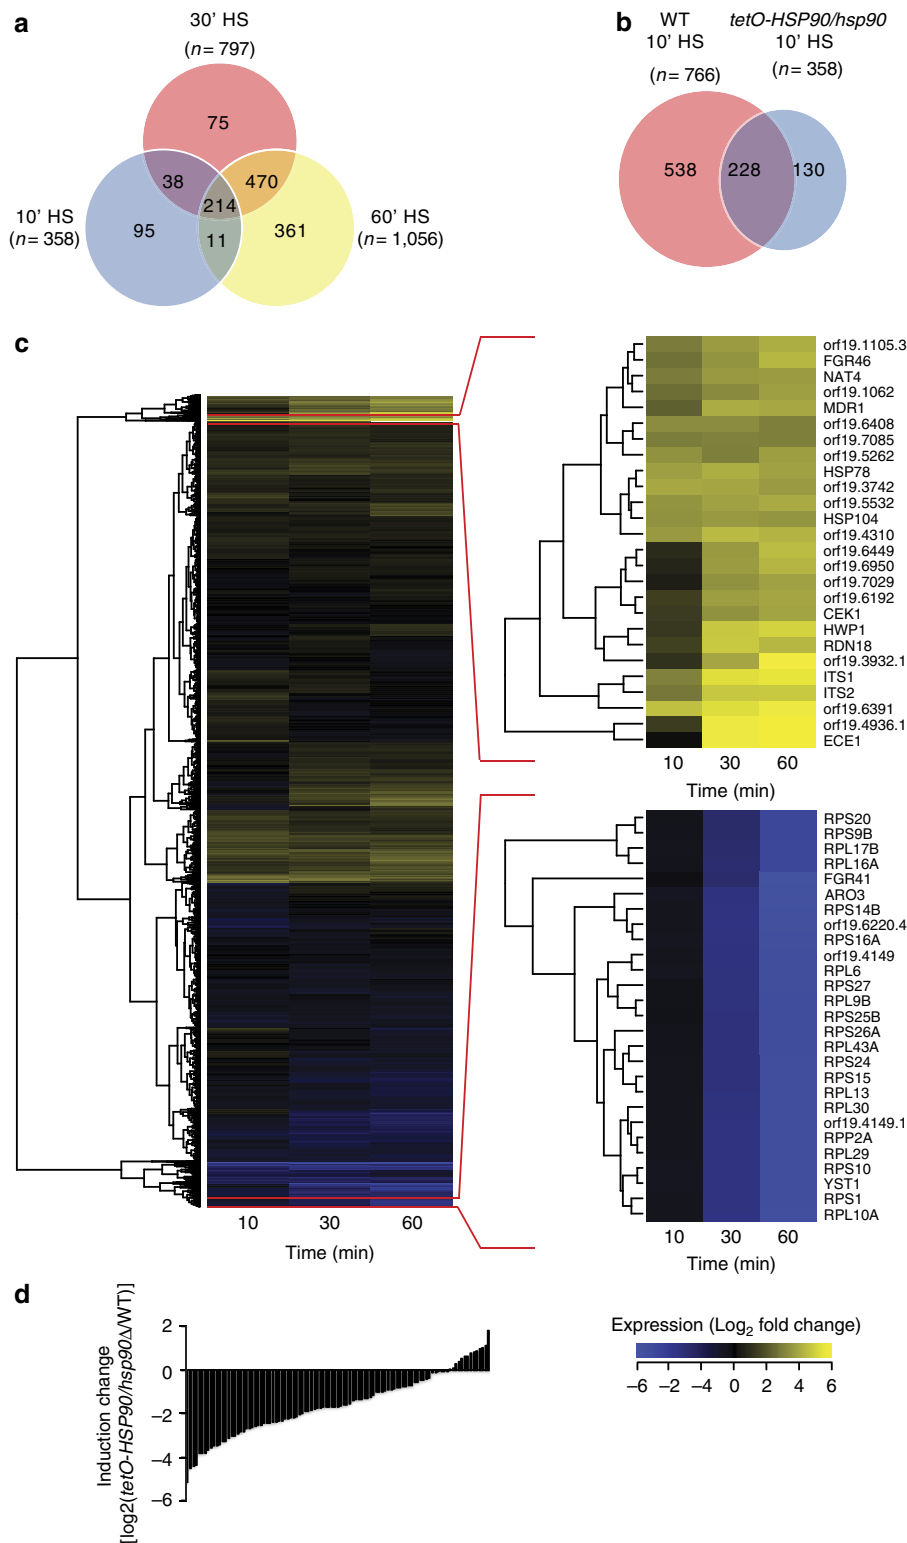 a
30' HS
(n = 797)
75
38
470
214
10' HS
(n = 358)
95
11
361
60' HS
(n = 1,056)
b
WT
10' HS
(n = 766)
tetO-HSP90/hsp90
10' HS
(n = 358)
538
228
130
c
10
30
60
Time (min)
orf19.1105.3
FGR46
NAT4
orf19.1062
MDR1
orf19.6408
orf19.7085
orf19.5262
HSP78
orf19.3742
orf19.5532
HSP104
orf19.4310
orf19.6449
orf19.6950
orf19.7029
orf19.6192
CEK1
HWP1
RDN18
orf19.3932.1
ITS1
ITS2
orf19.6391
orf19.4936.1
ECE1
10
30
60
Time (min)
RPS20
RPS9B
RPL17B
RPL16A
FGR41
ARO3
RPS14B
orf19.6220.4
RPS16A
orf19.4149
RPL6
RPS27
RPL9B
RPS25B
RPS26A
RPL43A
RPS24
RPS15
RPL13
RPL30
orf19.4149.1
RPP2A
RPL29
RPS10
YST1
RPS1
RPL10A
10
30
60
Time (min)
d
Induction change
[log2(tetO-HSP90/hsp90Δ/WT)]
2
0
−2
−4
−6
Expression (Log2 fold change)
−6 −2 −4 0 2 4 6